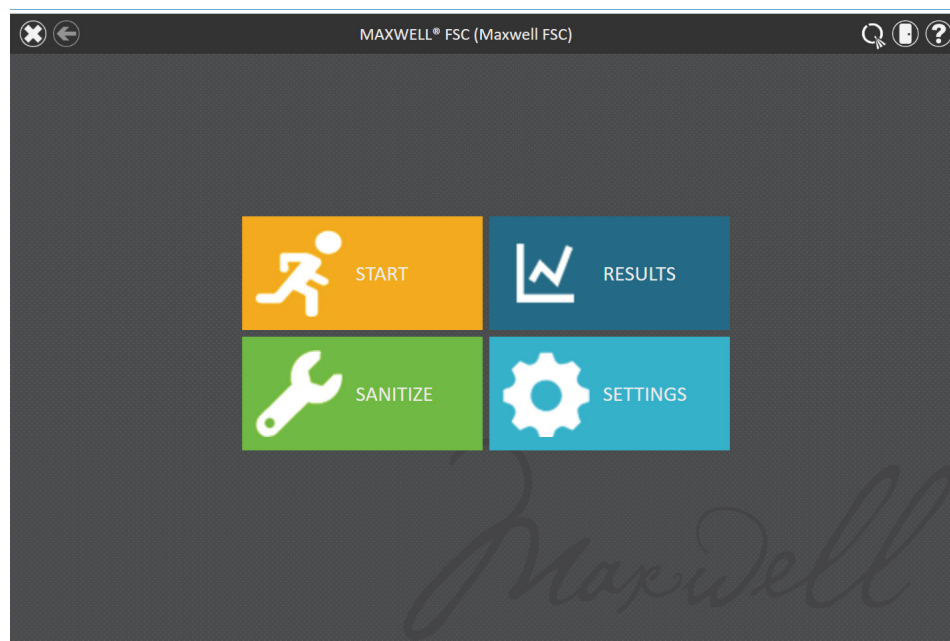 MAXWELL® FSC (Maxwell FSC)
?
START
RESULTS
SANITIZE
SETTINGS
Maxwell